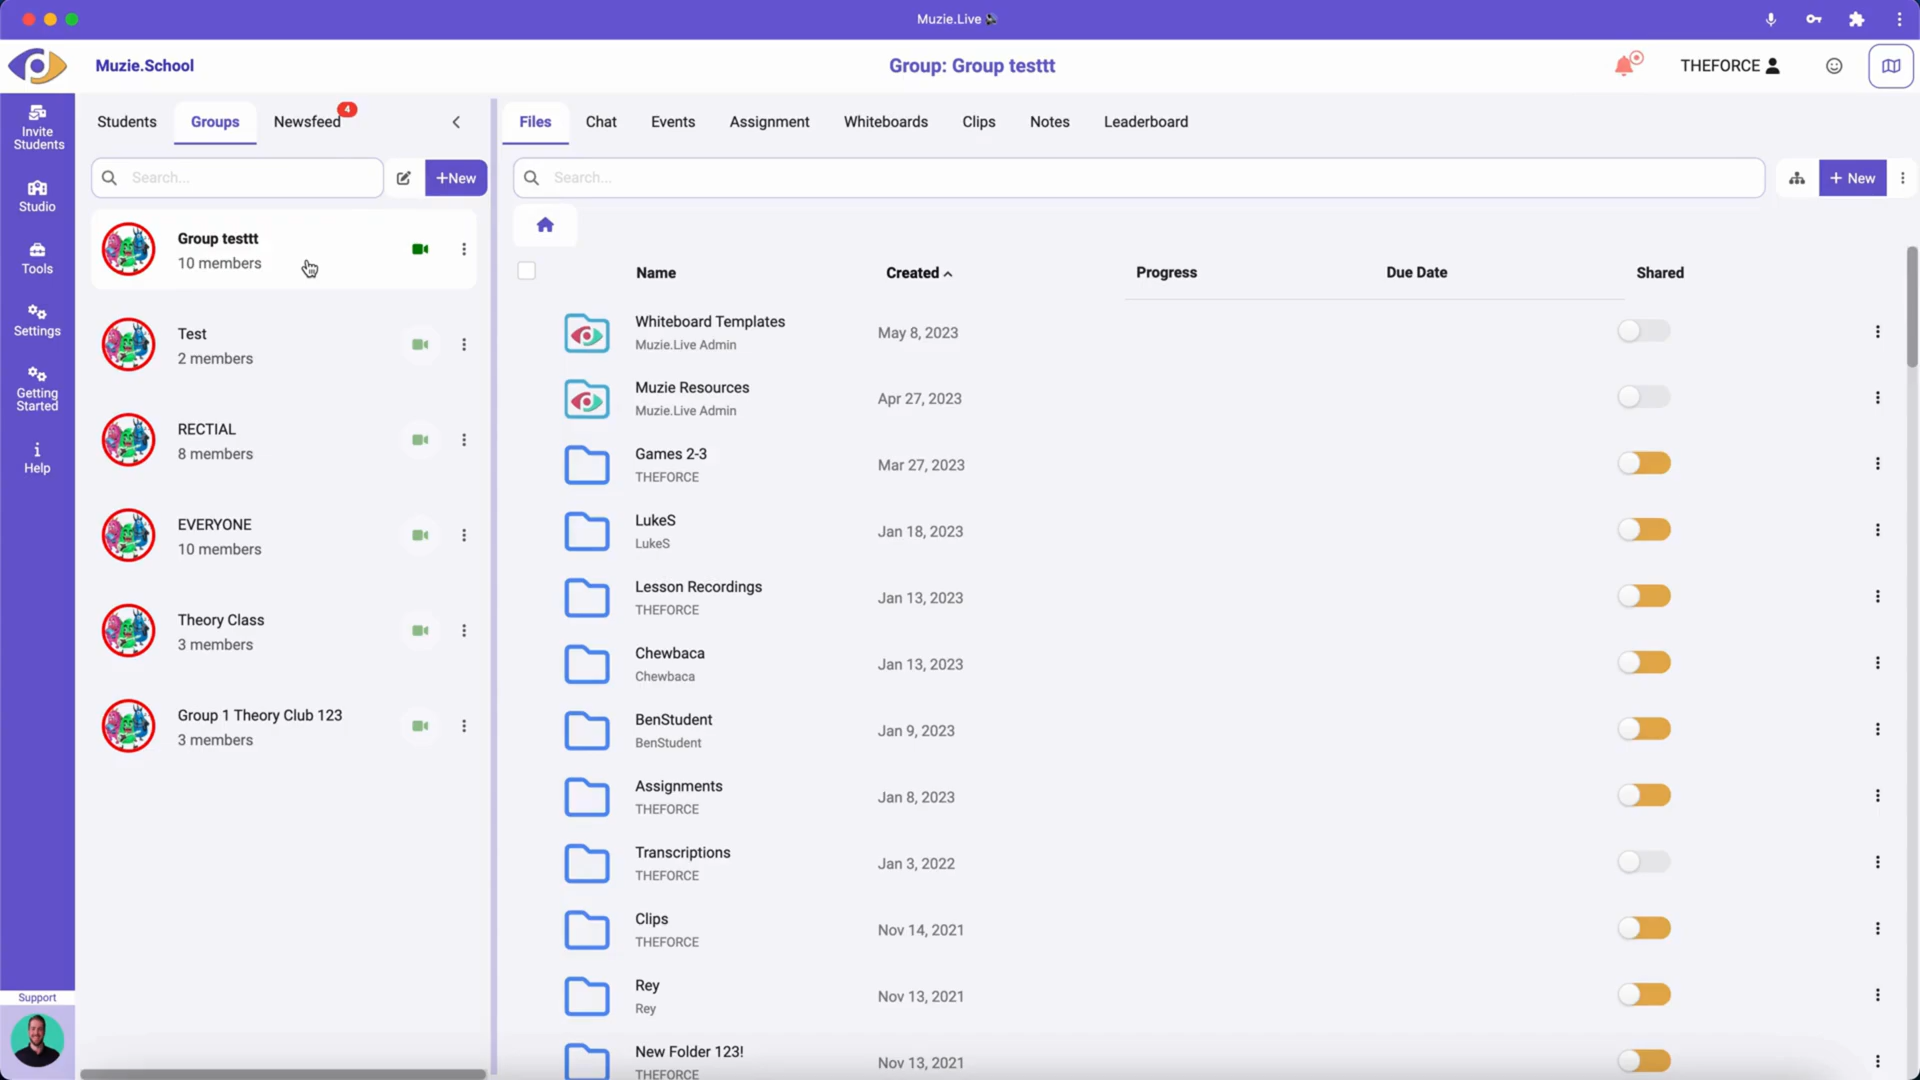 Muzie.Live
Muzie.School
Group: Group testtt
THEFORCE
Invite
Students
Studio
Tools
Settings
Getting
Started
Help
Support
Students
Groups
Newsfeed
4
Search...
+New
Group testtt
10 members
Test
2 members
RECTIAL
8 members
EVERYONE
10 members
Theory Class
3 members
Group 1 Theory Club 123
3 members
Files
Chat
Events
Assignment
Whiteboards
Clips
Notes
Leaderboard
Search...
+ New
Name Created Progress Due Date Shared
Whiteboard Templates
Muzie.Live Admin
May 8, 2023
Muzie Resources
Muzie.Live Admin
Apr 27, 2023
Games 2-3
THEFORCE
Mar 27, 2023
LukeS
LukeS
Jan 18, 2023
Lesson Recordings
THEFORCE
Jan 13, 2023
Chewbaca
Chewbaca
Jan 13, 2023
BenStudent
BenStudent
Jan 9, 2023
Assignments
THEFORCE
Jan 8, 2023
Transcriptions
THEFORCE
Jan 3, 2022
Clips
THEFORCE
Nov 14, 2021
Rey
Rey
Nov 13, 2021
New Folder 123!
THEFORCE
Nov 13, 2021